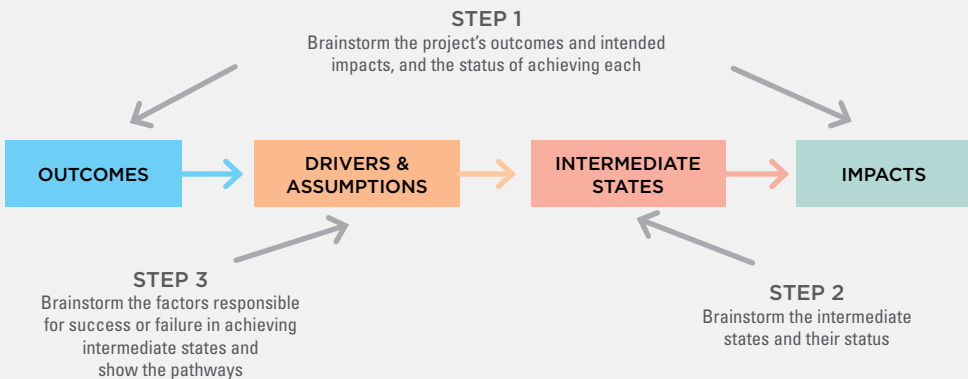 STEP 1
Brainstorm the project's outcomes and intended
impacts, and the status of achieving each
OUTCOMES
DRIVERS &
ASSUMPTIONS
INTERMEDIATE
STATES
IMPACTS
STEP 3
Brainstorm the factors responsible
for success or failure in achieving
intermediate states and
show the pathways
STEP 2
Brainstorm the intermediate
states and their status